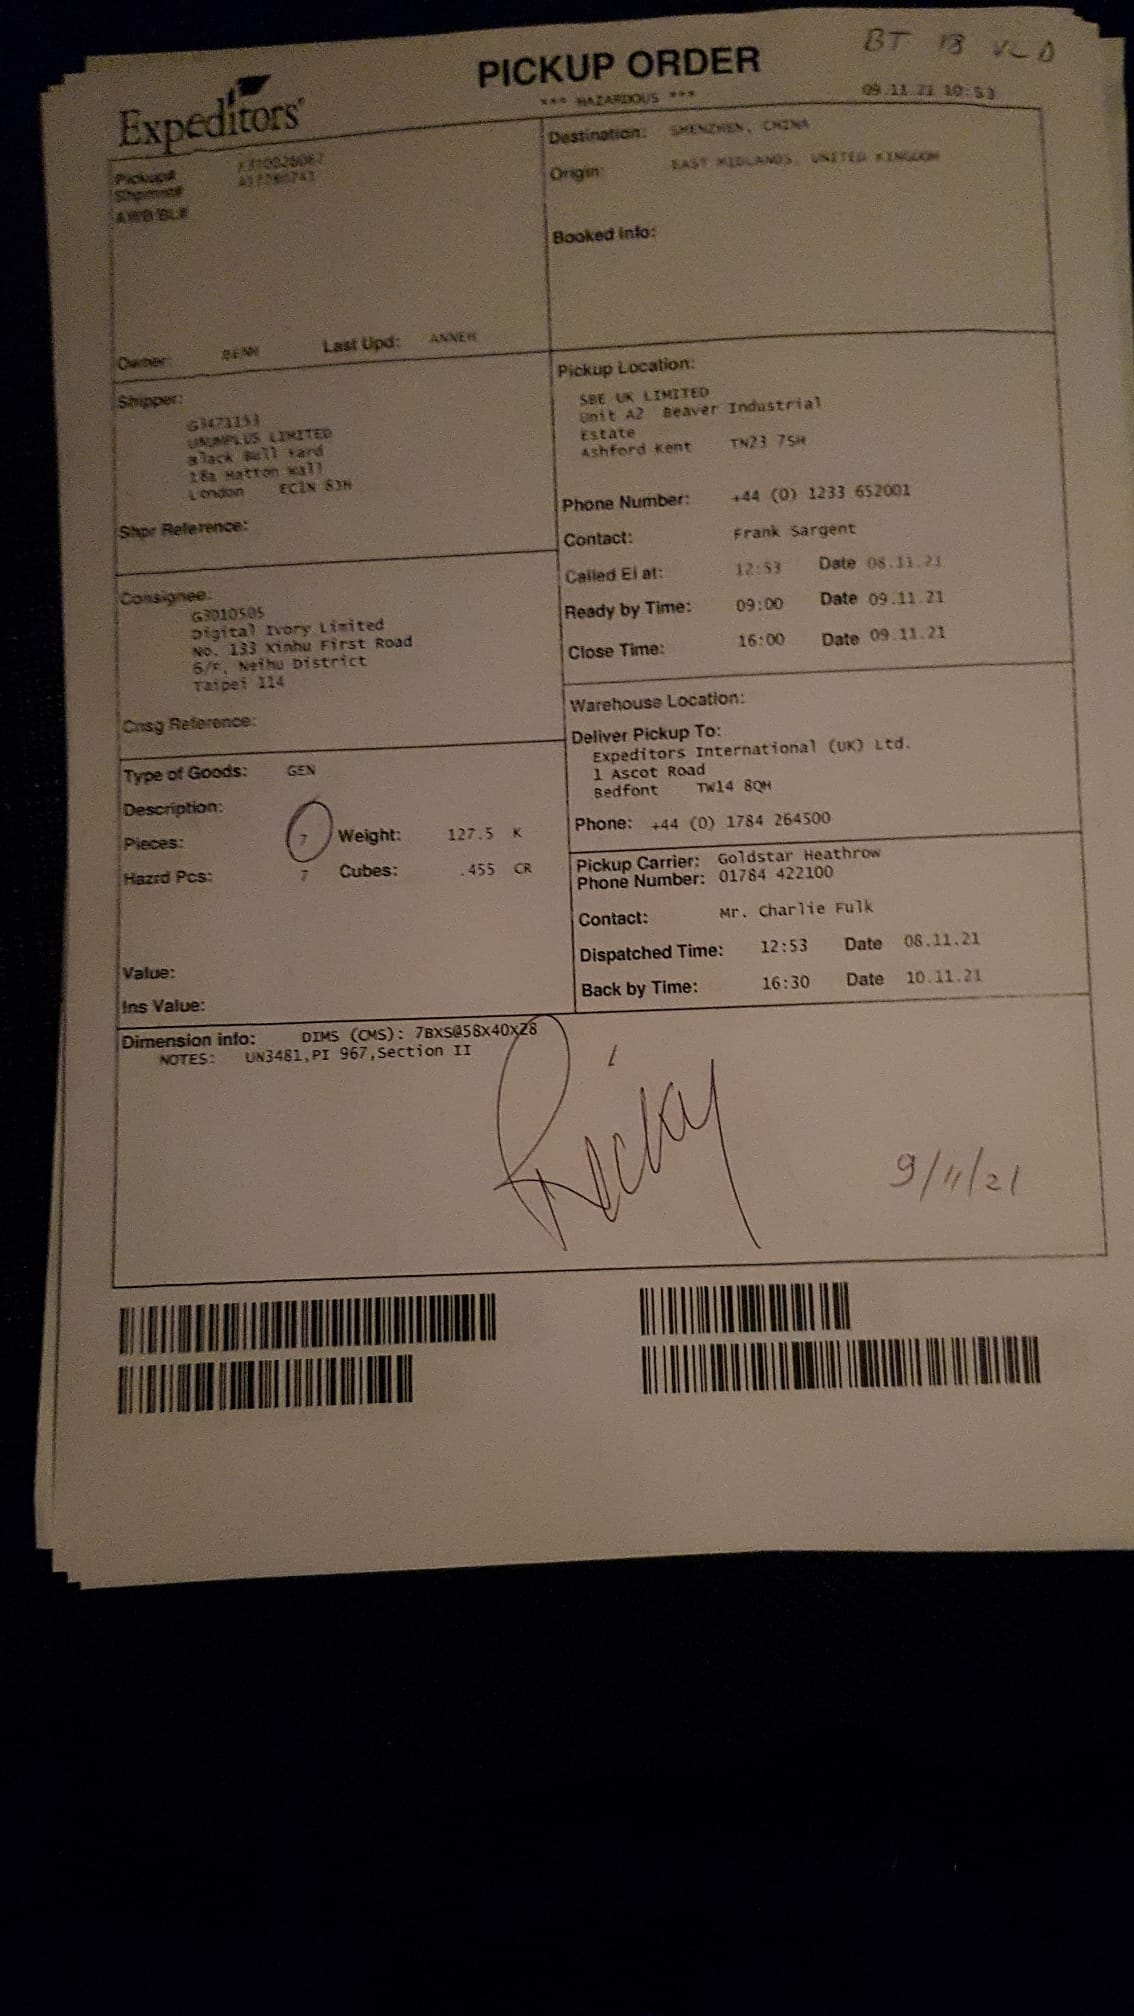 BT 13 VLD
PICKUP ORDER
*** HAZARDOUS ***
09.11.21 10:53
Expeditors
Pickup#
Shipment#
AWB/BL#
Destination: SHENZHEN, CHINA
Origin: EAST MIDLANDS, UNITED KINGDOM
Booked Info:
Owner: BENH Last Upd: ANNEH
Shipper:
G3471153
UNUMPLUS LIMITED
Black Bull Yard
18a Hatton Wall
London EC1N 8JH
Shpr Reference:
Pickup Location:
SBE UK LIMITED
Unit A2 Beaver Industrial
Estate
Ashford Kent TN23 7SH
Phone Number: +44 (0) 1233 652001
Contact: Frank Sargent
Called EI at: 12:53 Date 08.11.21
Ready by Time: 09:00 Date 09.11.21
Close Time: 16:00 Date 09.11.21
Consignee:
G3010505
Digital Ivory Limited
No. 133 Xinhu First Road
6/F, Neihu District
Taipei 114
Cnsg Reference:
Warehouse Location:
Deliver Pickup To:
Expeditors International (UK) Ltd.
1 Ascot Road
Bedfont TW14 8QH
Phone: +44 (0) 1784 264500
Type of Goods: GEN
Description:
Pieces: 7 Weight: 127.5 K
Hazrd Pcs: 7 Cubes: .455 CR
Value:
Ins Value:
Pickup Carrier: Goldstar Heathrow
Phone Number: 01784 422100
Contact: Mr. Charlie Fulk
Dispatched Time: 12:53 Date 08.11.21
Back by Time: 16:30 Date 10.11.21
Dimension info: DIMS (CMS): 7BXS@58X40X28
NOTES: UN3481,PI 967,Section II
Ricky
9/11/21